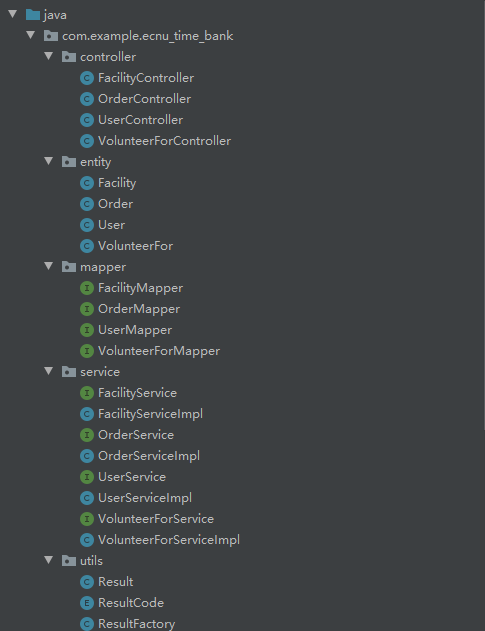 java
com.example.ecnu_time_bank
controller
FacilityController
OrderController
UserController
VolunteerForController
entity
Facility
Order
User
VolunteerFor
mapper
FacilityMapper
OrderMapper
UserMapper
VolunteerForMapper
service
FacilityService
FacilityServiceImpl
OrderService
OrderServiceImpl
UserService
UserServiceImpl
VolunteerForService
VolunteerForServiceImpl
utils
Result
ResultCode
ResultFactory